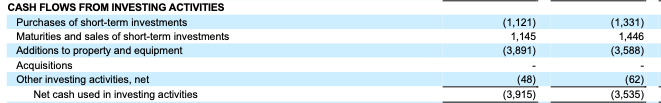 CASH FLOWS FROM INVESTING ACTIVITIES
Purchases of short-term investments (1,121) (1,331)
Maturities and sales of short-term investments 1,145 1,446
Additions to property and equipment (3,891) (3,588)
Acquisitions - -
Other investing activities, net (48) (62)
Net cash used in investing activities (3,915) (3,535)